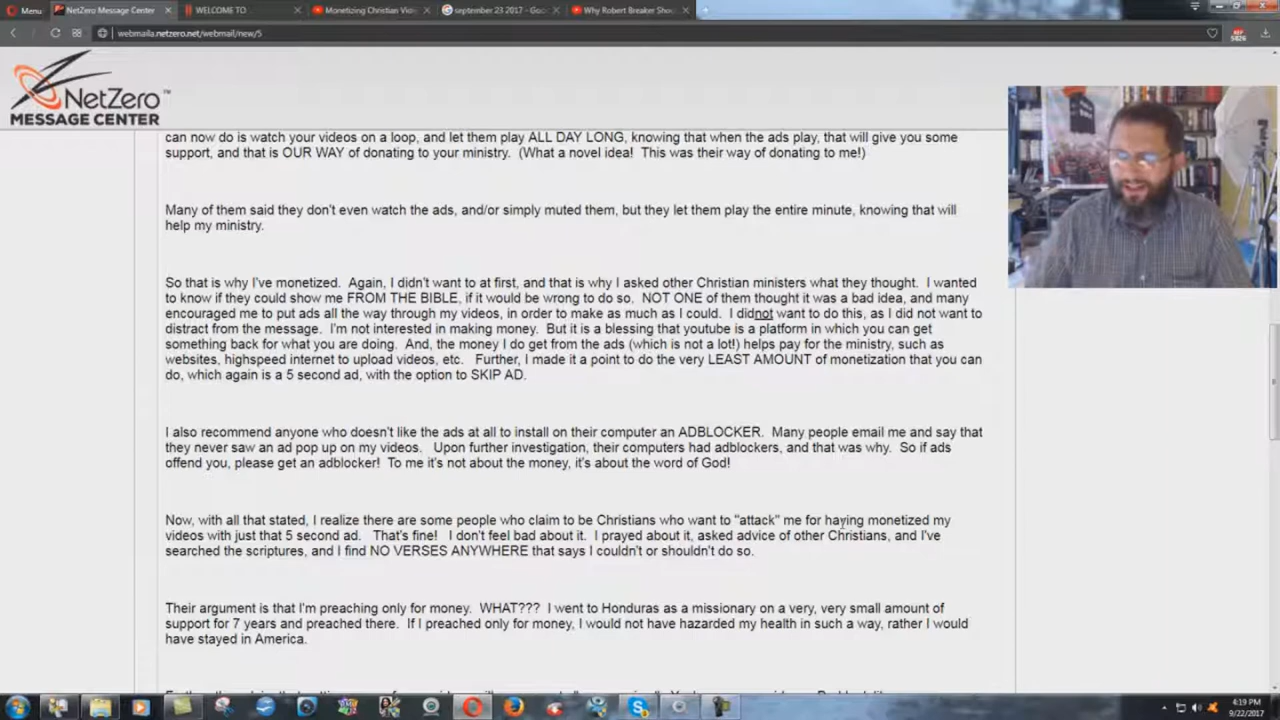 Menu
NetZero Message Center
WELCOME TO
Monetizing Christian Vid
september 23 2017 - Goo
Why Robert Breaker Sho
webmaila.netzero.net/webmail/new/5
NetZero™
MESSAGE CENTER
can now do is watch your videos on a loop, and let them play ALL DAY LONG, knowing that when the ads play, that will give you some
support, and that is OUR WAY of donating to your ministry.  (What a novel idea!  This was their way of donating to me!)
Many of them said they don't even watch the ads, and/or simply muted them, but they let them play the entire minute, knowing that will
help my ministry.
So that is why I've monetized.  Again, I didn't want to at first, and that is why I asked other Christian ministers what they thought.  I wanted
to know if they could show me FROM THE BIBLE, if it would be wrong to do so,  NOT ONE of them thought it was a bad idea, and many
encouraged me to put ads all the way through my videos, in order to make as much as I could.  I didnot want to do this, as I did not want to
distract from the message.  I'm not interested in making money.  But it is a blessing that youtube is a platform in which you can get
something back for what you are doing.  And, the money I do get from the ads (which is not a lot!) helps pay for the ministry, such as
websites, highspeed internet to upload videos, etc.   Further, I made it a point to do the very LEAST AMOUNT of monetization that you can
do, which again is a 5 second ad, with the option to SKIP AD.
I also recommend anyone who doesn't like the ads at all to install on their computer an ADBLOCKER.  Many people email me and say that
they never saw an ad pop up on my videos.   Upon further investigation, their computers had adblockers, and that was why.  So if ads
offend you, please get an adblocker!  To me it's not about the money, it's about the word of God!
Now, with all that stated, I realize there are some people who claim to be Christians who want to "attack" me for having monetized my
videos with just that 5 second ad.   That's fine!   I don't feel bad about it.  I prayed about it, asked advice of other Christians, and I've
searched the scriptures, and I find NO VERSES ANYWHERE that says I couldn't or shouldn't do so.
Their argument is that I'm preaching only for money.  WHAT???  I went to Honduras as a missionary on a very, very small amount of
support for 7 years and preached there.  If I preached only for money, I would not have hazarded my health in such a way, rather I would
have stayed in America.
4:19 PM
9/22/2017